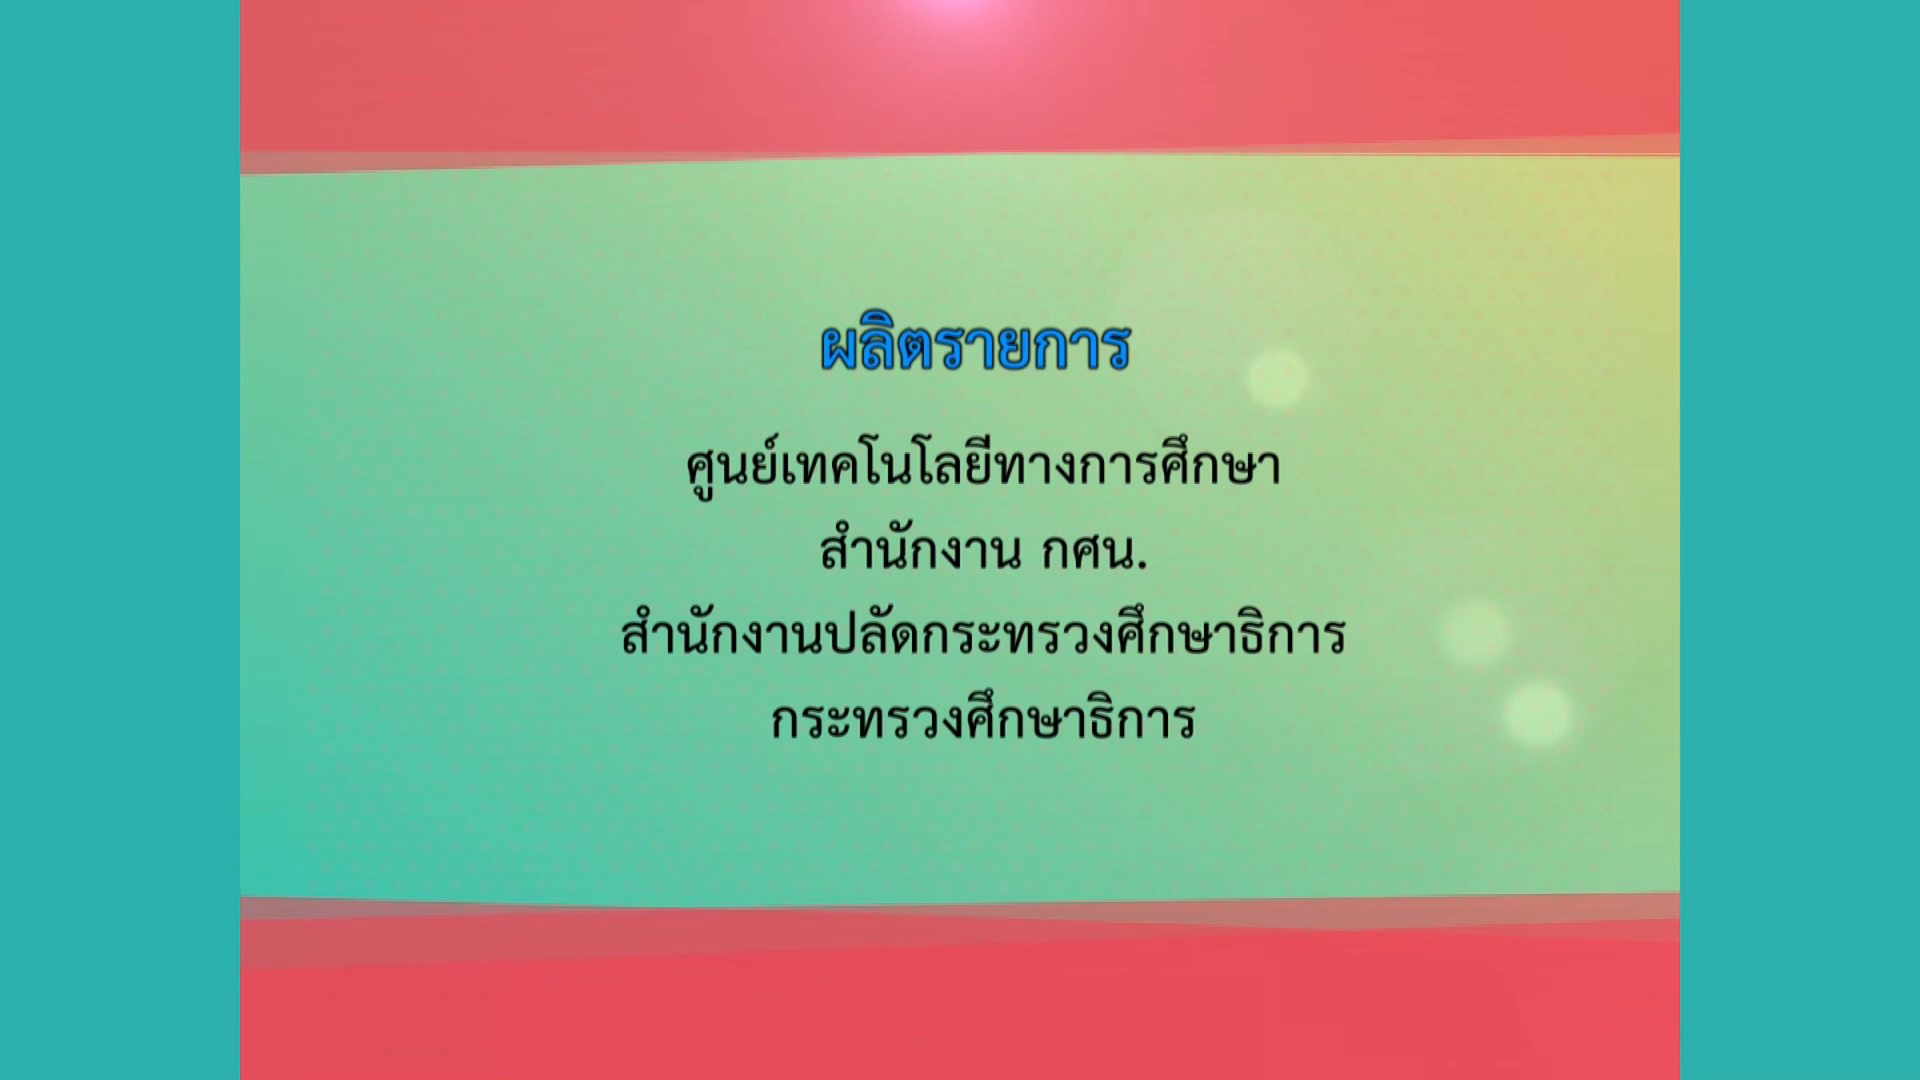 ผลิตรายการ
ศูนย์เทคโนโลยีทางการศึกษา
สำนักงาน กศน.
สำนักงานปลัดกระทรวงศึกษาธิการ
กระทรวงศึกษาธิการ